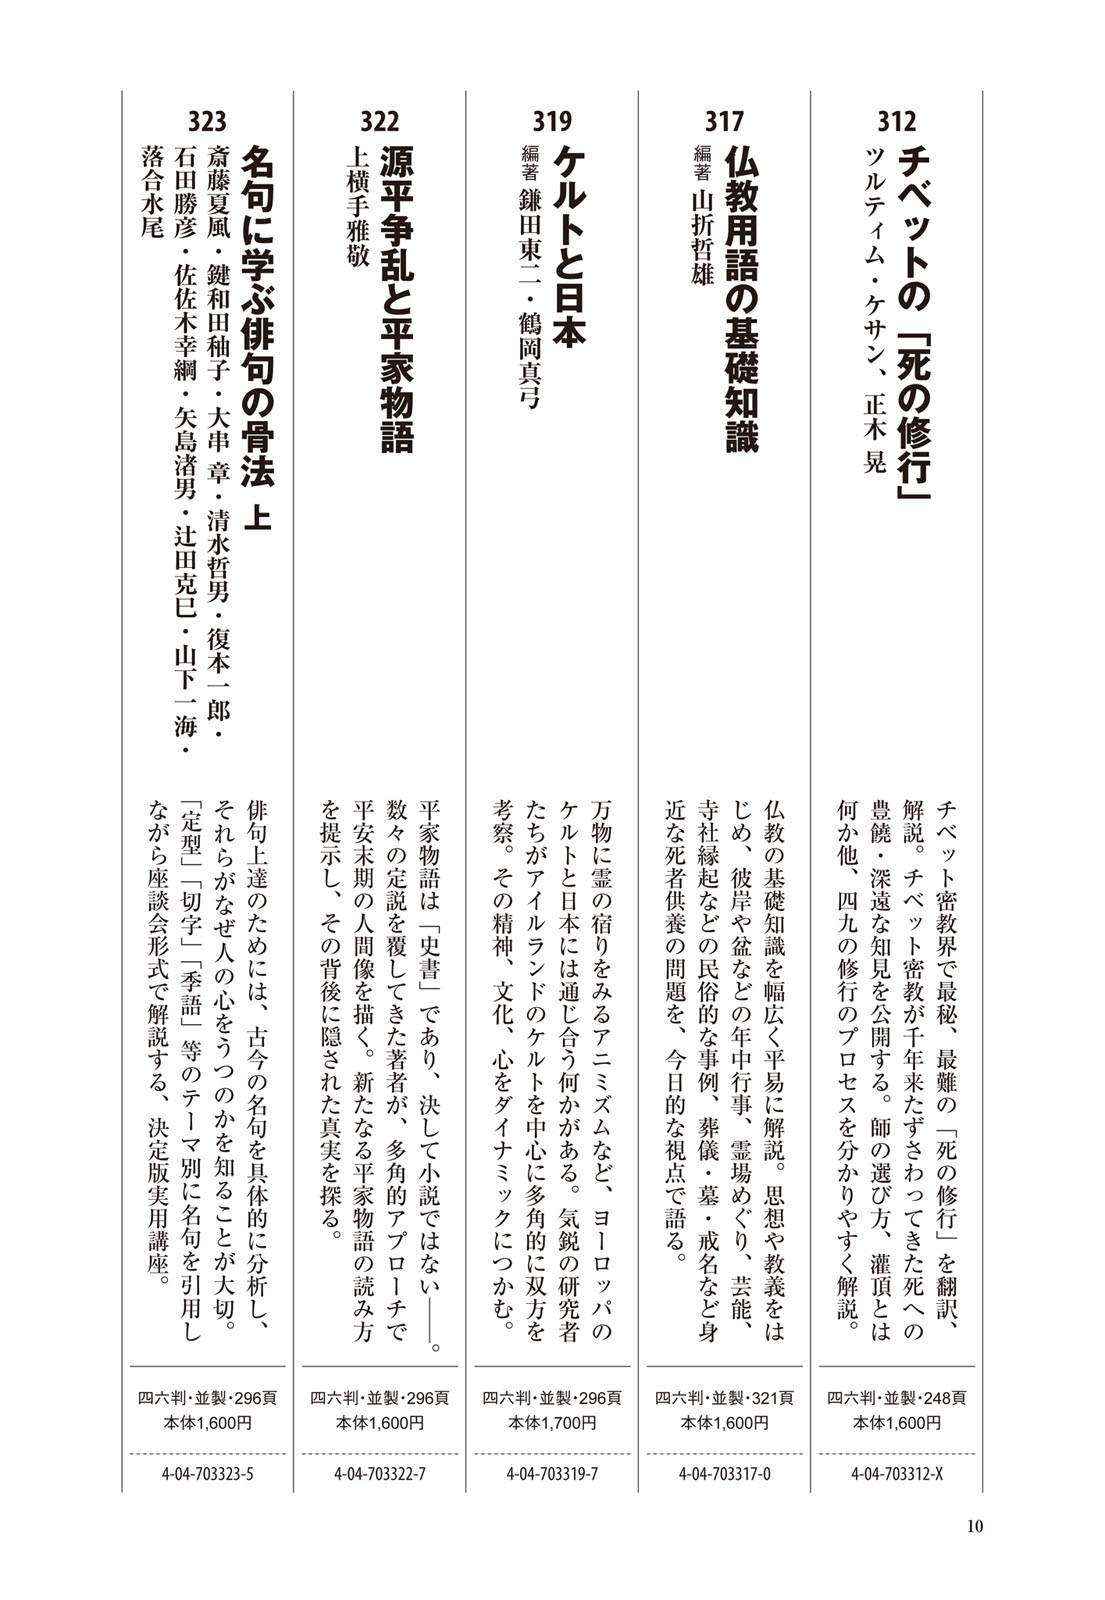 312
チベットの「死の修行」
ツルティム・ケサン、正木 晃
チベット密教界で最秘、最難の「死の修行」を翻訳、
解説。チベット密教が千年来たずさわってきた死への
豊饒・深遠な知見を公開する。師の選び方、灌頂とは
何か他、四九の修行のプロセスを分かりやすく解説。
四六判・並製・248頁
本体1,600円
4-04-703312-X
317
仏教用語の基礎知識
編著 山折哲雄
仏教の基礎知識を幅広く平易に解説。思想や教義をは
じめ、彼岸や盆などの年中行事、霊場めぐり、芸能、
寺社縁起などの民俗的な事例、葬儀・墓・戒名など身
近な死者供養の問題を、今日的な視点で語る。
四六判・並製・321頁
本体1,600円
4-04-703317-0
319
ケルトと日本
編著 鎌田東二・鶴岡真弓
万物に霊の宿りをみるアニミズムなど、ヨーロッパの
ケルトと日本には通じ合う何かがある。気鋭の研究者
たちがアイルランドのケルトを中心に多角的に双方を
考察。その精神、文化、心をダイナミックにつかむ。
四六判・並製・296頁
本体1,700円
4-04-703319-7
322
源平争乱と平家物語
上横手雅敬
平家物語は「史書」であり、決して小説ではない――。
数々の定説を覆してきた著者が、多角的アプローチで
平安末期の人間像を描く。新たなる平家物語の読み方
を提示し、その背後に隠された真実を探る。
四六判・並製・296頁
本体1,600円
4-04-703322-7
323
名句に学ぶ俳句の骨法 上
斎藤夏風・鍵和田秞子・大串 章・清水哲男・復本一郎・
石田勝彦・佐佐木幸綱・矢島渚男・辻田克巳・山下一海・
落合水尾
俳句上達のためには、古今の名句を具体的に分析し、
それらがなぜ人の心をうつのかを知ることが大切。
「定型」「切字」「季語」等のテーマ別に名句を引用し
ながら座談会形式で解説する、決定版実用講座。
四六判・並製・296頁
本体1,600円
4-04-703323-5
10